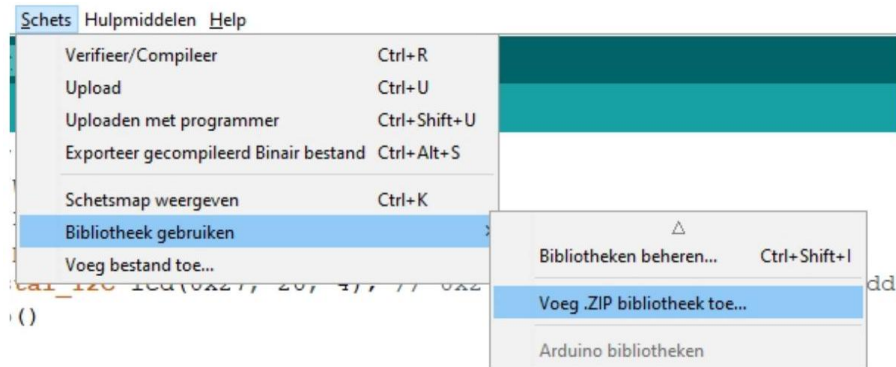 Schets Hulpmiddelen Help
Verifieer/Compileer Ctrl+R
Upload Ctrl+U
Uploaden met programmer Ctrl+Shift+U
Exporteer gecompileerd Binair bestand Ctrl+Alt+S
Schetsmap weergeven Ctrl+K
Bibliotheek gebruiken
Voeg bestand toe...
Bibliotheken beheren... Ctrl+Shift+I
Voeg .ZIP bibliotheek toe...
Arduino bibliotheken
()